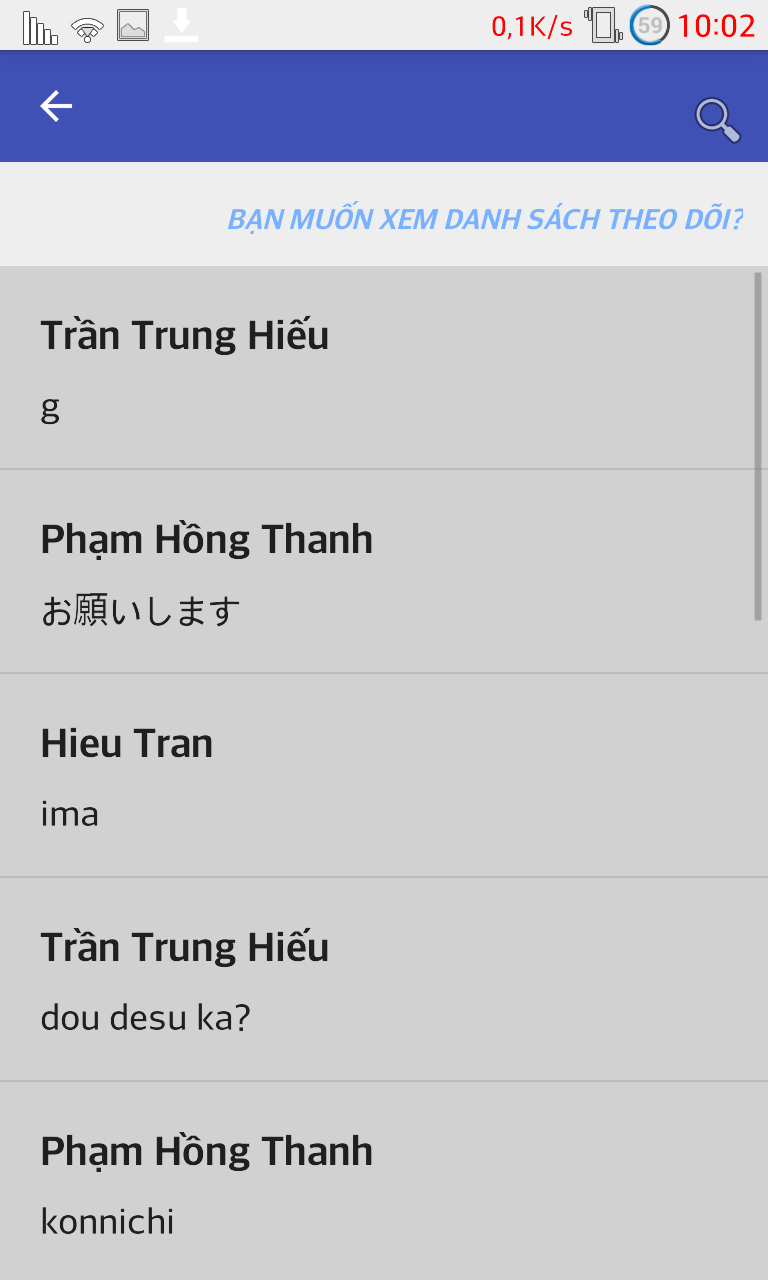 0,1K/s 59 10:02
BẠN MUỐN XEM DANH SÁCH THEO DÕI?
Trần Trung Hiếu
g
Phạm Hồng Thanh
お願いします
Hieu Tran
ima
Trần Trung Hiếu
dou desu ka?
Phạm Hồng Thanh
konnichi